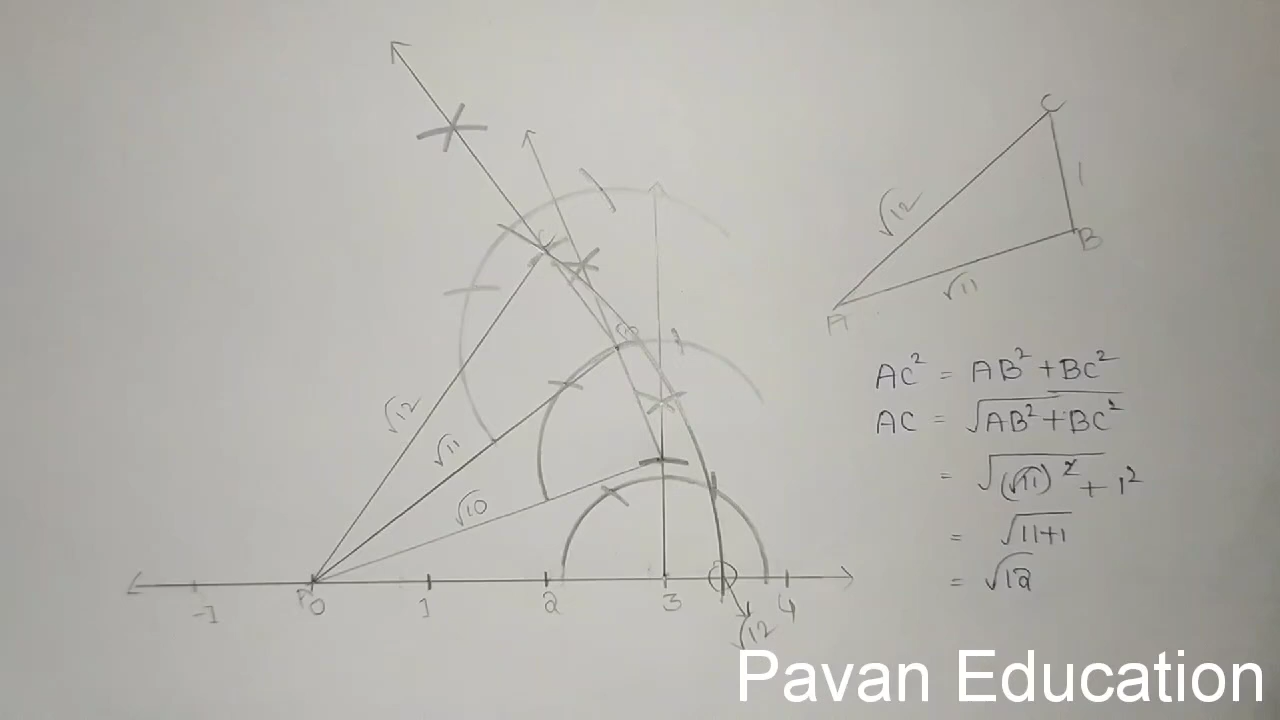 C
√12
1
B
√11
A
AC² = AB² + BC²
AC = √AB² + BC²
= √(√11)² + 1²
= √11+1
= √12
C
B
√12
√11
√10
A
-1 0 1 2 3 4
√12
Pavan Education